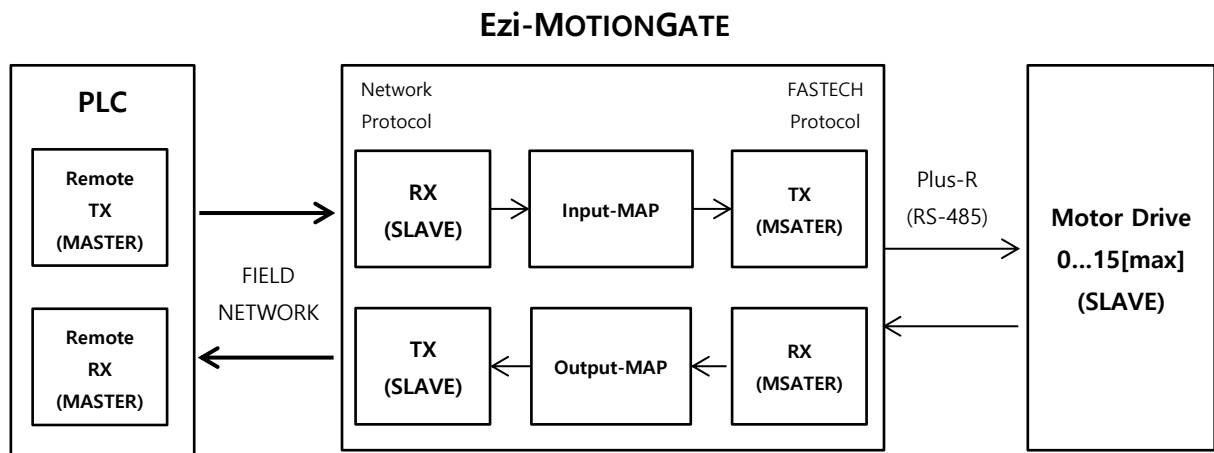 Ezi-MOTIONGATE
PLC
Remote
TX
(MASTER)
Remote
RX
(MASTER)
FIELD
NETWORK
Network
Protocol
FASTECH
Protocol
RX
(SLAVE)
Input-MAP
TX
(MSATER)
TX
(SLAVE)
Output-MAP
RX
(MSATER)
Plus-R
(RS-485)
Motor Drive
0...15[max]
(SLAVE)